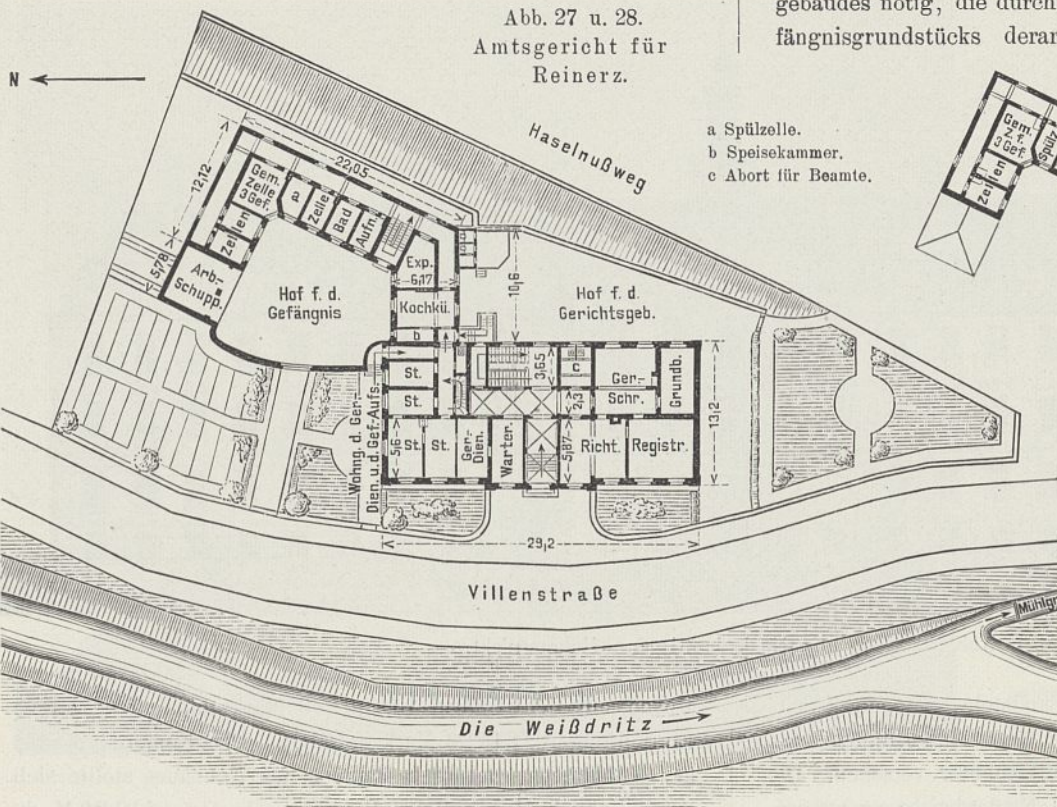 Abb. 27 u. 28.
Amtsgericht für
Reinerz.
gebäudes nötig, die durch
fängnisgrundstücks derar
N
Haselnußweg
a Spülzelle.
b Speisekammer.
c Abort für Beamte.
Gem.
Z. f.
3 Gef.
Spülz
Zellen
12,12
22,05
5,78
Gem.
Zelle
3 Gef.
a
Zelle
Bad
Aufn.
Zellen
Arb.-
Schupp.
Exp.
6,17
Kochkü.
b
Hof f. d.
Gefängnis
10,6
Hof f. d.
Gerichtsgeb.
St.
St.
St.
St.
5,6
Ger.-
Dien.
Warter.
3,65
c
2,3
5,87
Ger.-
Schr.
Grundb.
Richt.
Registr.
13,2
Wohng. d. Ger.-
Dien. u. d. Gef.-Aufs.
29,2
Villenstraße
Mühlgr
Die Weißdritz